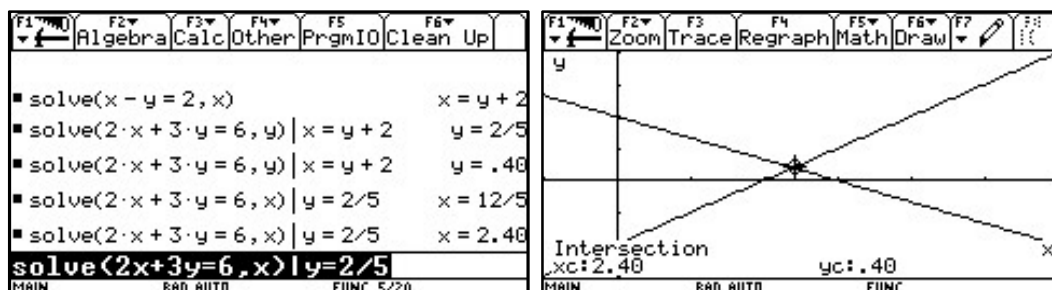 F1 F2 F3 F4 F5 F6
Algebra Calc Other PrgmIO Clean Up
■ solve(x - y = 2, x) x = y + 2
■ solve(2·x + 3·y = 6, y) | x = y + 2 y = 2/5
■ solve(2·x + 3·y = 6, y) | x = y + 2 y = .40
■ solve(2·x + 3·y = 6, x) | y = 2/5 x = 12/5
■ solve(2·x + 3·y = 6, x) | y = 2/5 x = 2.40
solve(2x+3y=6,x)|y=2/5
MAIN RAD AUTO FUNC 5/20
F1 F2 F3 F4 F5 F6 F7
Zoom Trace Regraph Math Draw
y
x
Intersection
xc:2.40 yc:.40
MAIN RAD AUTO FUNC